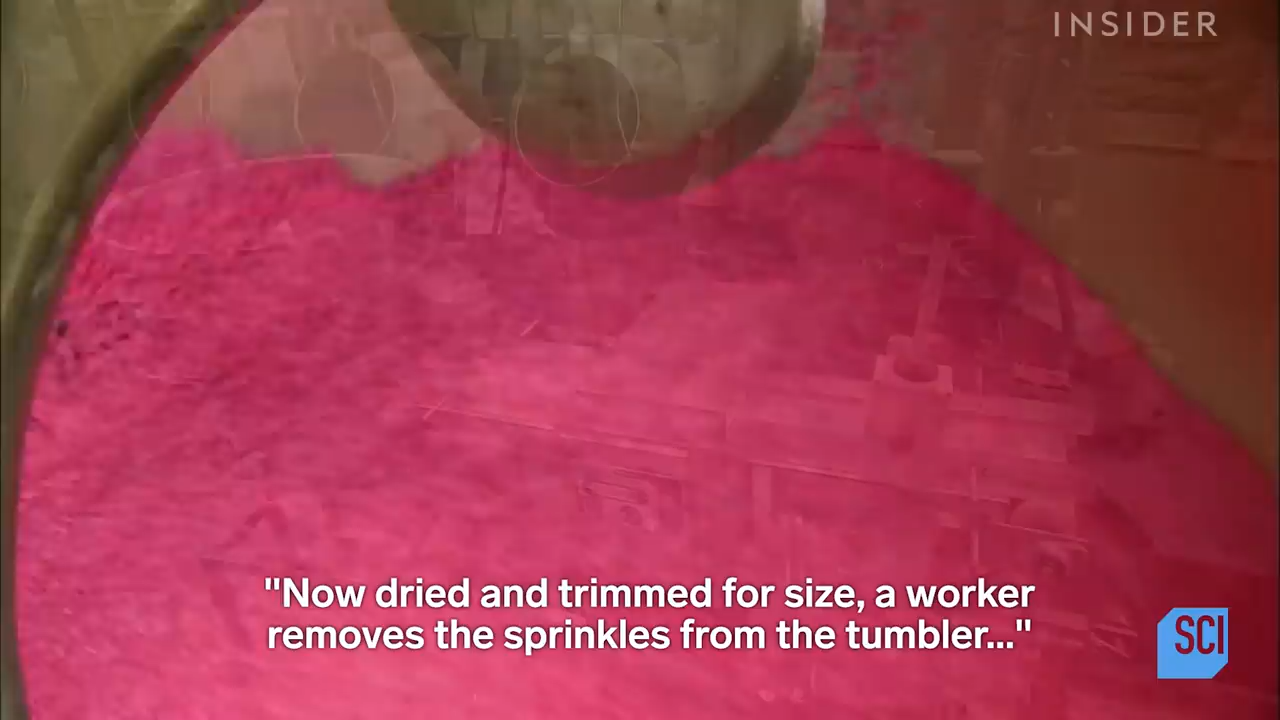 INSIDER
"Now dried and trimmed for size, a worker
removes the sprinkles from the tumbler..."
SCI